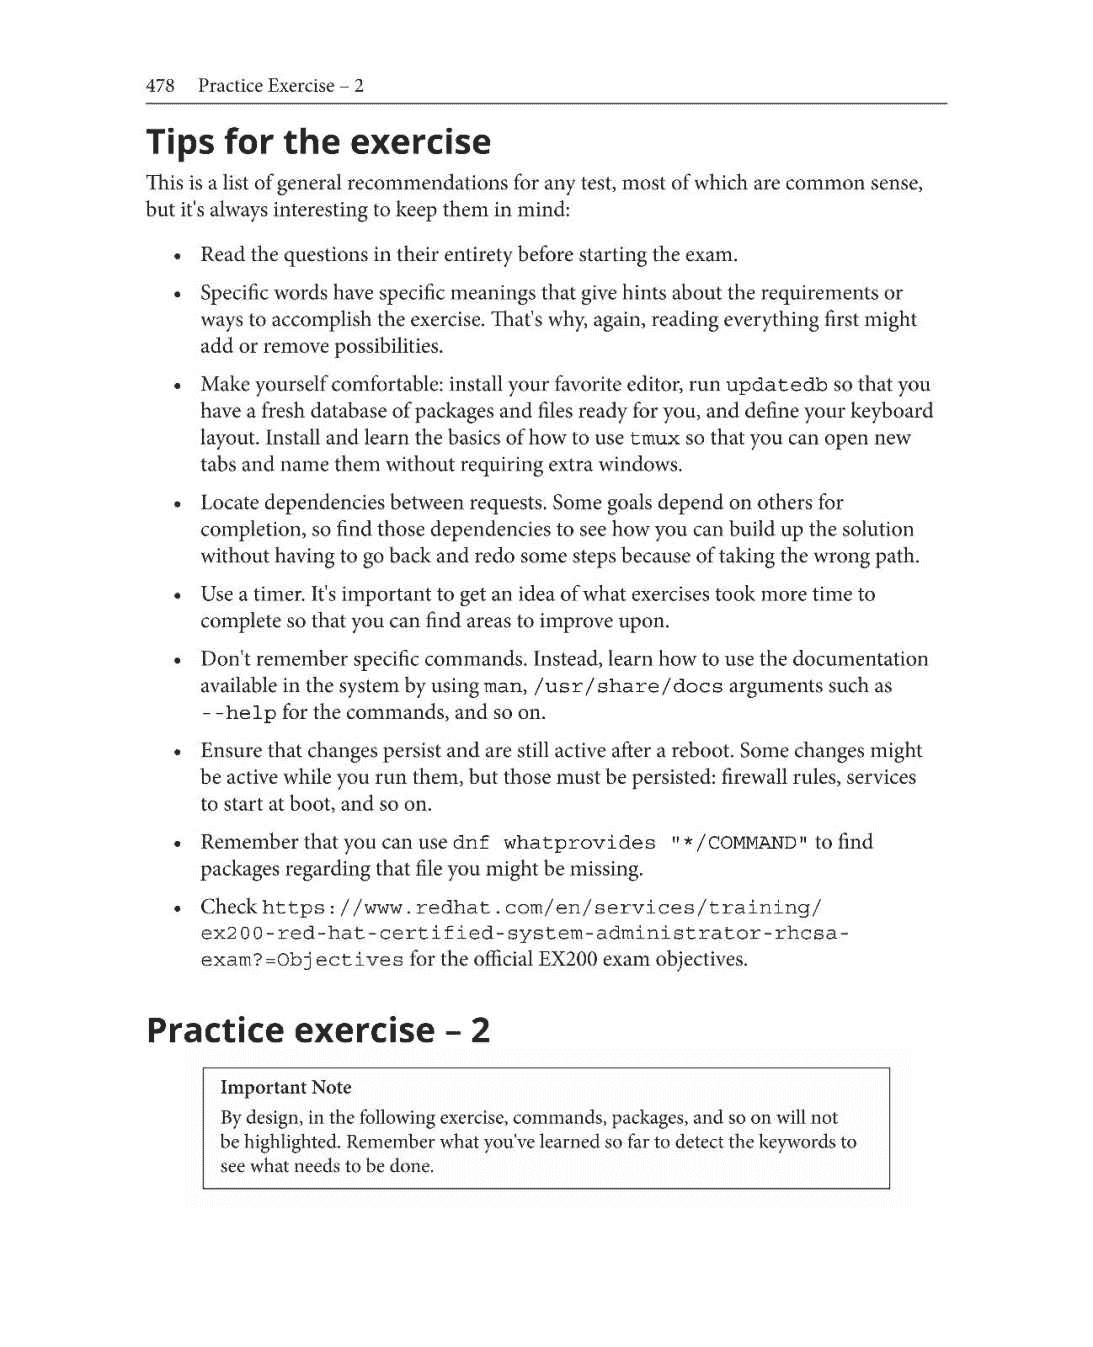 478 Practice Exercise – 2
Tips for the exercise
This is a list of general recommendations for any test, most of which are common sense,
but it's always interesting to keep them in mind:
• Read the questions in their entirety before starting the exam.
• Specific words have specific meanings that give hints about the requirements or
ways to accomplish the exercise. That's why, again, reading everything first might
add or remove possibilities.
• Make yourself comfortable: install your favorite editor, run updatedb so that you
have a fresh database of packages and files ready for you, and define your keyboard
layout. Install and learn the basics of how to use tmux so that you can open new
tabs and name them without requiring extra windows.
• Locate dependencies between requests. Some goals depend on others for
completion, so find those dependencies to see how you can build up the solution
without having to go back and redo some steps because of taking the wrong path.
• Use a timer. It's important to get an idea of what exercises took more time to
complete so that you can find areas to improve upon.
• Don't remember specific commands. Instead, learn how to use the documentation
available in the system by using man, /usr/share/docs arguments such as
--help for the commands, and so on.
• Ensure that changes persist and are still active after a reboot. Some changes might
be active while you run them, but those must be persisted: firewall rules, services
to start at boot, and so on.
• Remember that you can use dnf whatprovides "*/COMMAND" to find
packages regarding that file you might be missing.
• Check https://www.redhat.com/en/services/training/
ex200-red-hat-certified-system-administrator-rhcsa-
exam?=Objectives for the official EX200 exam objectives.
Practice exercise – 2
Important Note
By design, in the following exercise, commands, packages, and so on will not
be highlighted. Remember what you've learned so far to detect the keywords to
see what needs to be done.